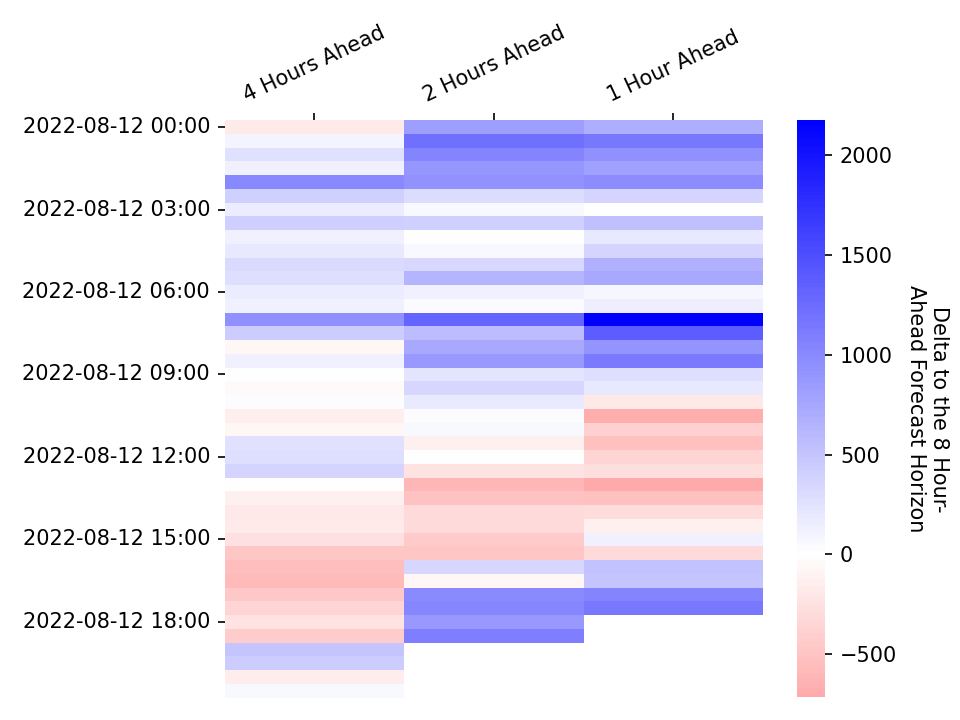 4 Hours Ahead
2 Hours Ahead
1 Hour Ahead
2022-08-12 00:00
2022-08-12 03:00
2022-08-12 06:00
2022-08-12 09:00
2022-08-12 12:00
2022-08-12 15:00
2022-08-12 18:00
2000
1500
1000
500
0
−500
Delta to the 8 Hour-
Ahead Forecast Horizon